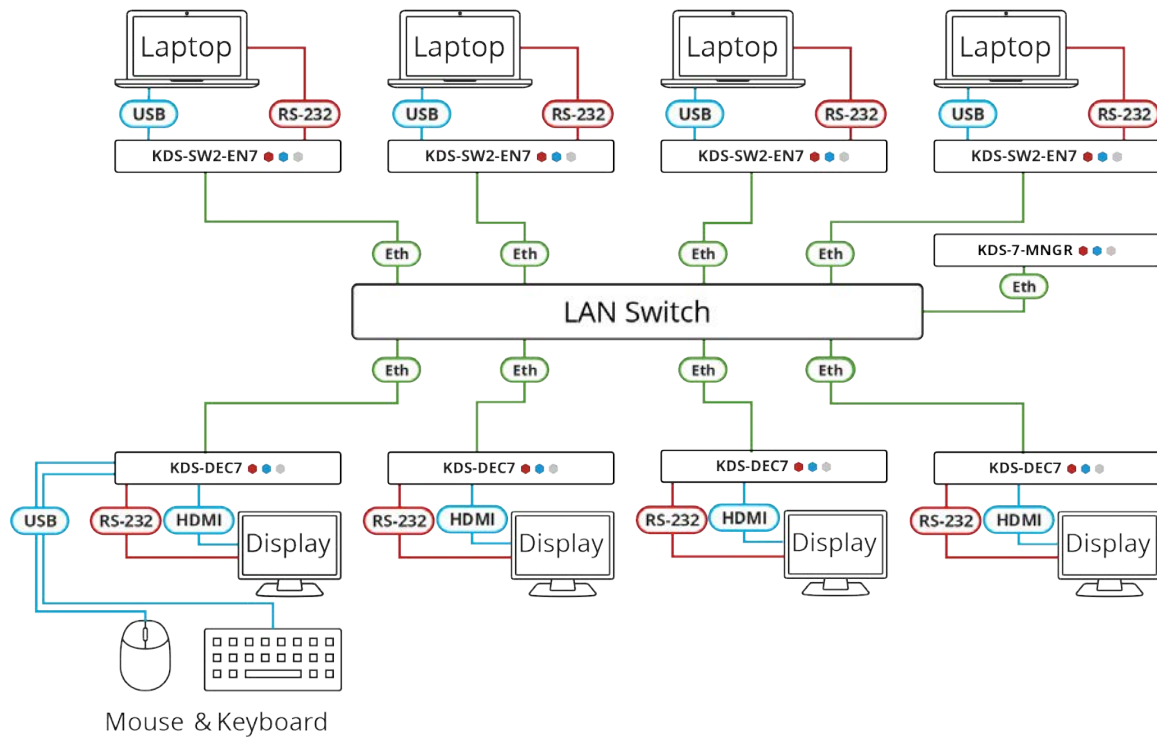 Laptop Laptop Laptop Laptop
USB RS-232 USB RS-232 USB RS-232 USB RS-232
KDS-SW2-EN7 KDS-SW2-EN7 KDS-SW2-EN7 KDS-SW2-EN7
Eth Eth Eth Eth
KDS-7-MNGR
Eth
LAN Switch
Eth Eth Eth Eth
KDS-DEC7 KDS-DEC7 KDS-DEC7 KDS-DEC7
USB RS-232 HDMI RS-232 HDMI RS-232 HDMI RS-232 HDMI
Display Display Display Display
Mouse & Keyboard